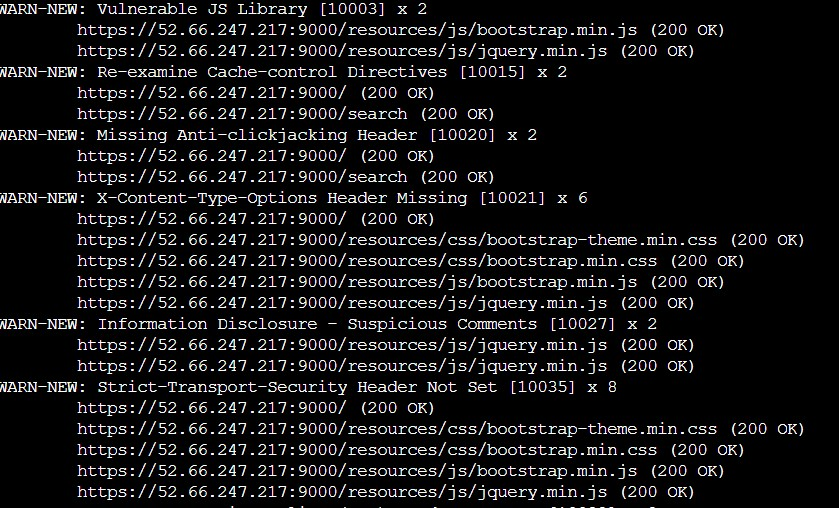 WARN-NEW: Vulnerable JS Library [10003] x 2
https://52.66.247.217:9000/resources/js/bootstrap.min.js (200 OK)
https://52.66.247.217:9000/resources/js/jquery.min.js (200 OK)
WARN-NEW: Re-examine Cache-control Directives [10015] x 2
https://52.66.247.217:9000/ (200 OK)
https://52.66.247.217:9000/search (200 OK)
WARN-NEW: Missing Anti-clickjacking Header [10020] x 2
https://52.66.247.217:9000/ (200 OK)
https://52.66.247.217:9000/search (200 OK)
WARN-NEW: X-Content-Type-Options Header Missing [10021] x 6
https://52.66.247.217:9000/ (200 OK)
https://52.66.247.217:9000/resources/css/bootstrap-theme.min.css (200 OK)
https://52.66.247.217:9000/resources/css/bootstrap.min.css (200 OK)
https://52.66.247.217:9000/resources/js/bootstrap.min.js (200 OK)
https://52.66.247.217:9000/resources/js/jquery.min.js (200 OK)
WARN-NEW: Information Disclosure - Suspicious Comments [10027] x 2
https://52.66.247.217:9000/resources/js/jquery.min.js (200 OK)
https://52.66.247.217:9000/resources/js/jquery.min.js (200 OK)
WARN-NEW: Strict-Transport-Security Header Not Set [10035] x 8
https://52.66.247.217:9000/ (200 OK)
https://52.66.247.217:9000/resources/css/bootstrap-theme.min.css (200 OK)
https://52.66.247.217:9000/resources/css/bootstrap.min.css (200 OK)
https://52.66.247.217:9000/resources/js/bootstrap.min.js (200 OK)
https://52.66.247.217:9000/resources/js/jquery.min.js (200 OK)